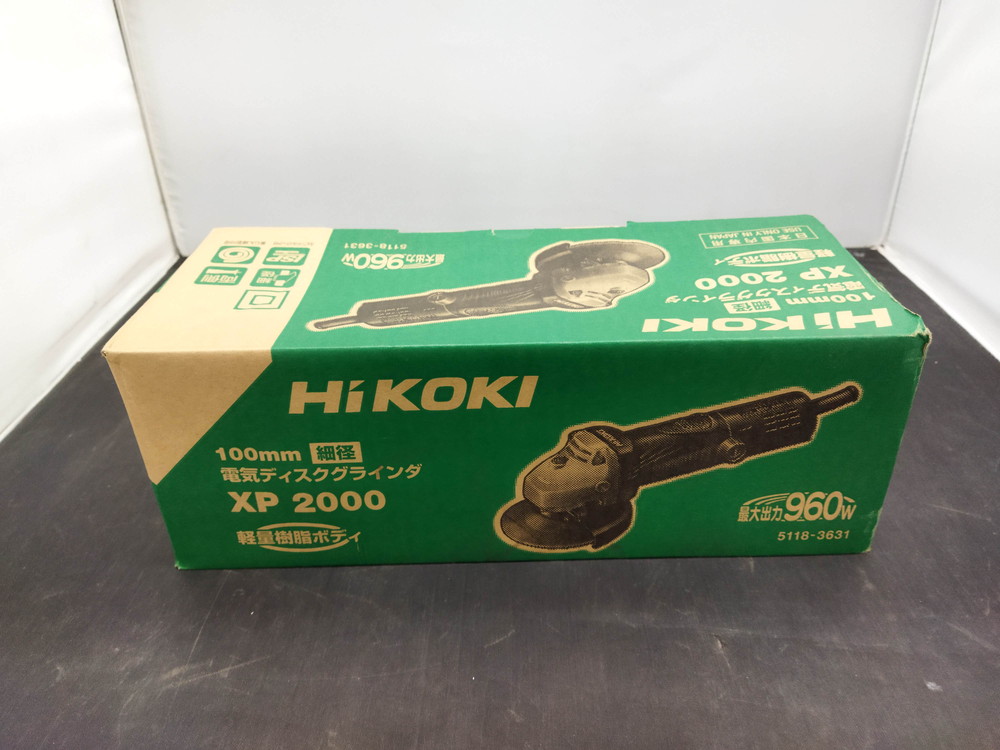 HiKOKI
100mm 細径
電気ディスクグラインダ
XP 2000
軽量樹脂ボディ
最大出力960W
5118-3631
HiKOKI
100mm 細径
電気ディスクグラインダ
XP 2000
軽量樹脂ボディ
日本国内専用
USE ONLY IN JAPAN
最大出力960W
5118-3631